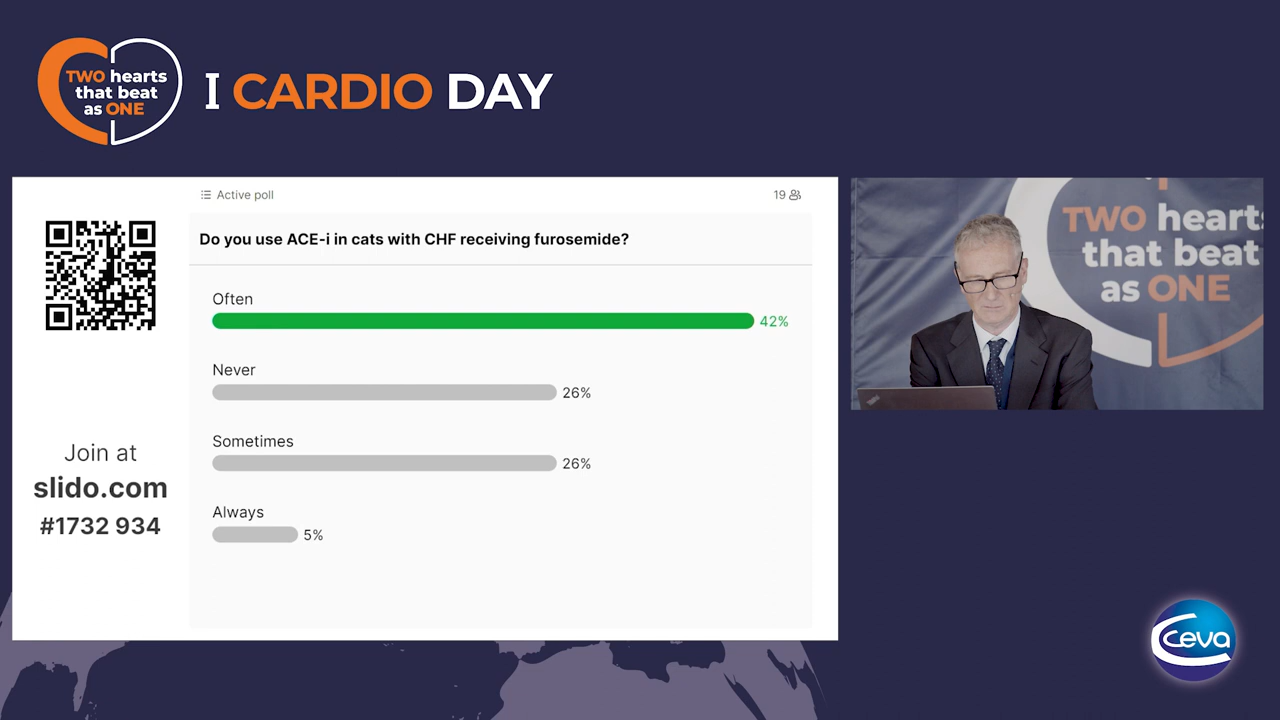 TWO hearts
that beat
as ONE
I CARDIO DAY
Active poll
19
Do you use ACE-i in cats with CHF receiving furosemide?
Often
42%
Never
26%
Sometimes
26%
Always
5%
Join at
slido.com
#1732 934
TWO hearts
that beat
as ONE
ThinkPad
Ceva